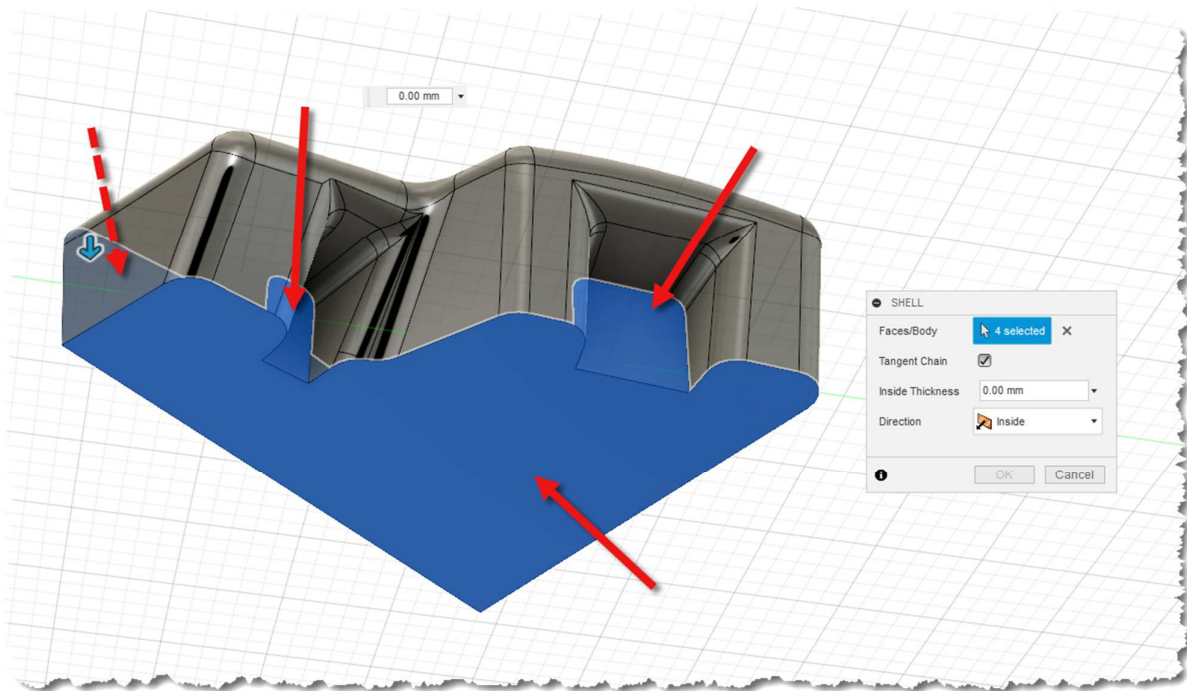 0.00 mm
SHELL
Faces/Body 4 selected
Tangent Chain
Inside Thickness 0.00 mm
Direction Inside
OK Cancel